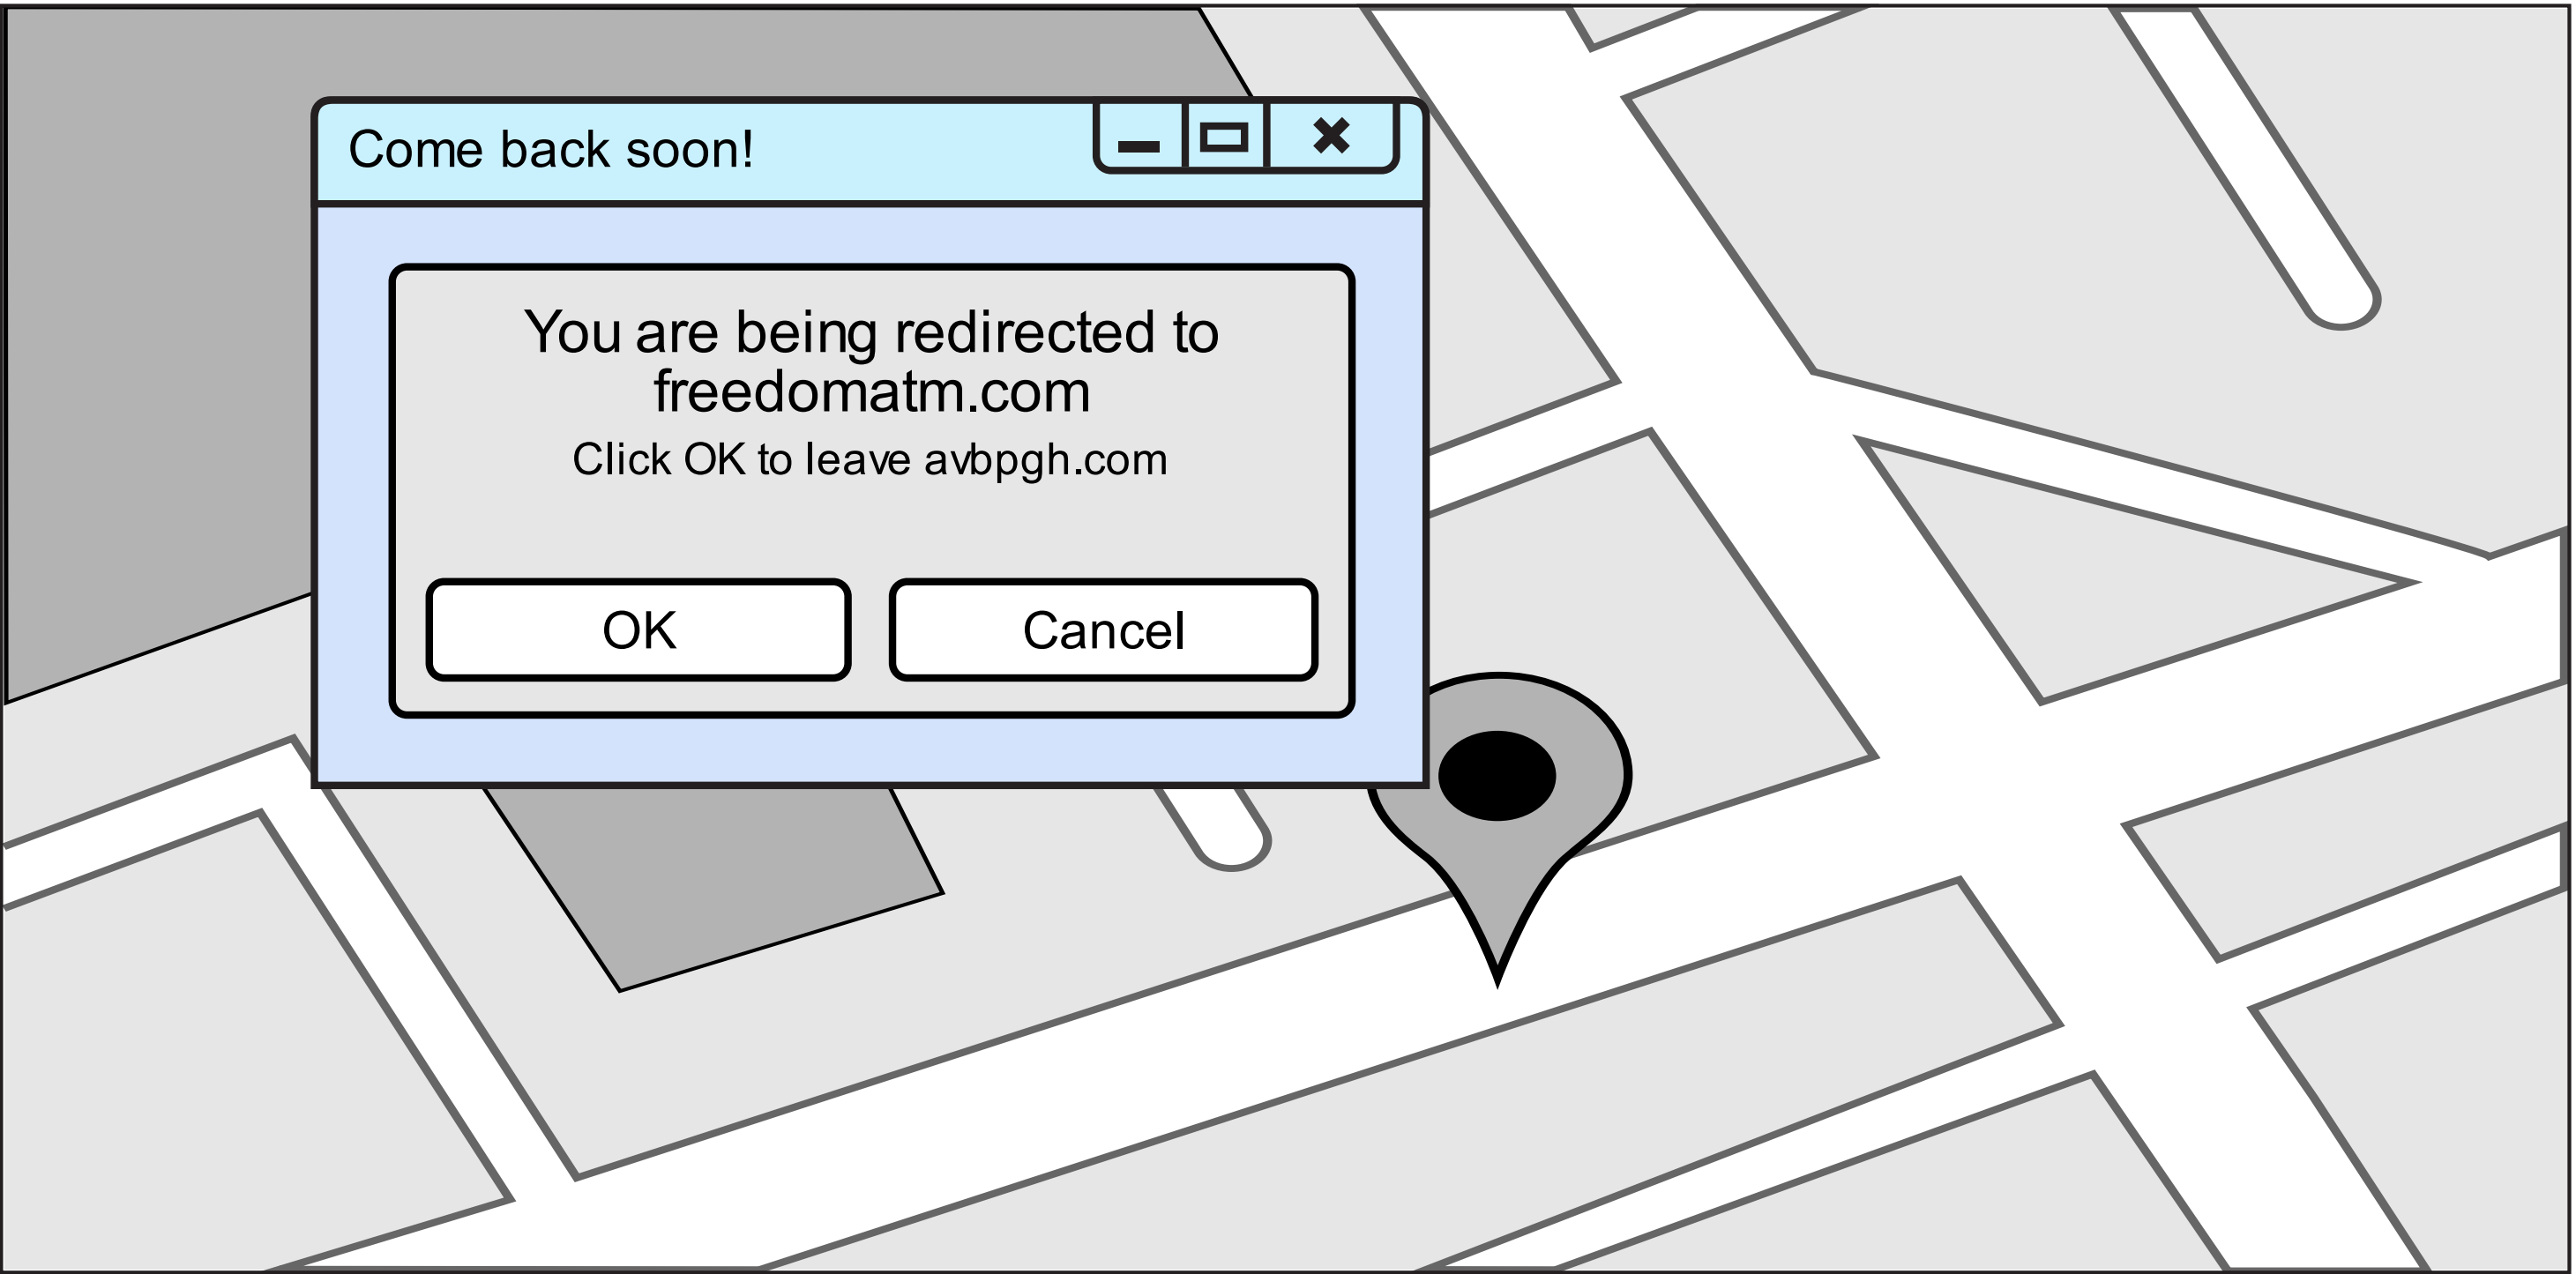 Come back soon!
You are being redirected to
freedomatm.com
Click OK to leave avbpgh.com
OK
Cancel